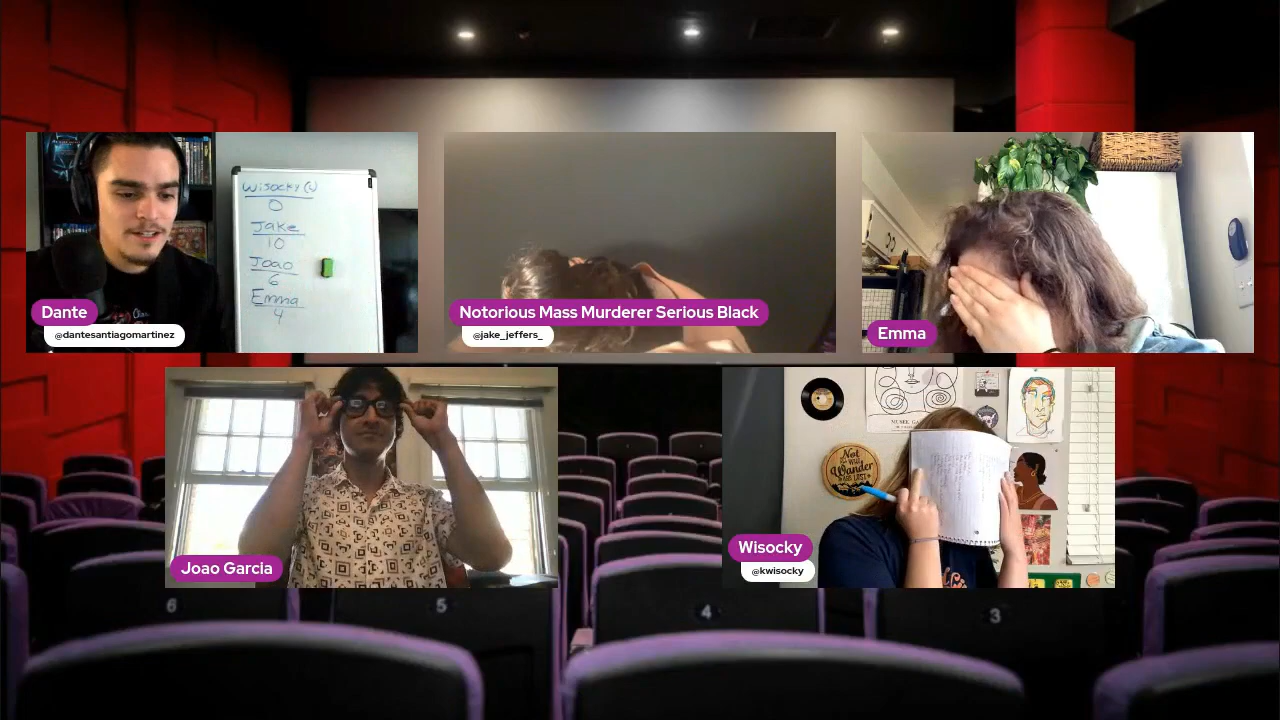 Wisocky (L)
0
Jake
10
Joao
6
Emma
4
Dante
@dantesantiagomartinez
Notorious Mass Murderer Serious Black
@jake_jeffers_
Emma
Joao Garcia
Not
Wander
Wisocky
@kwisocky
6
5
4
3